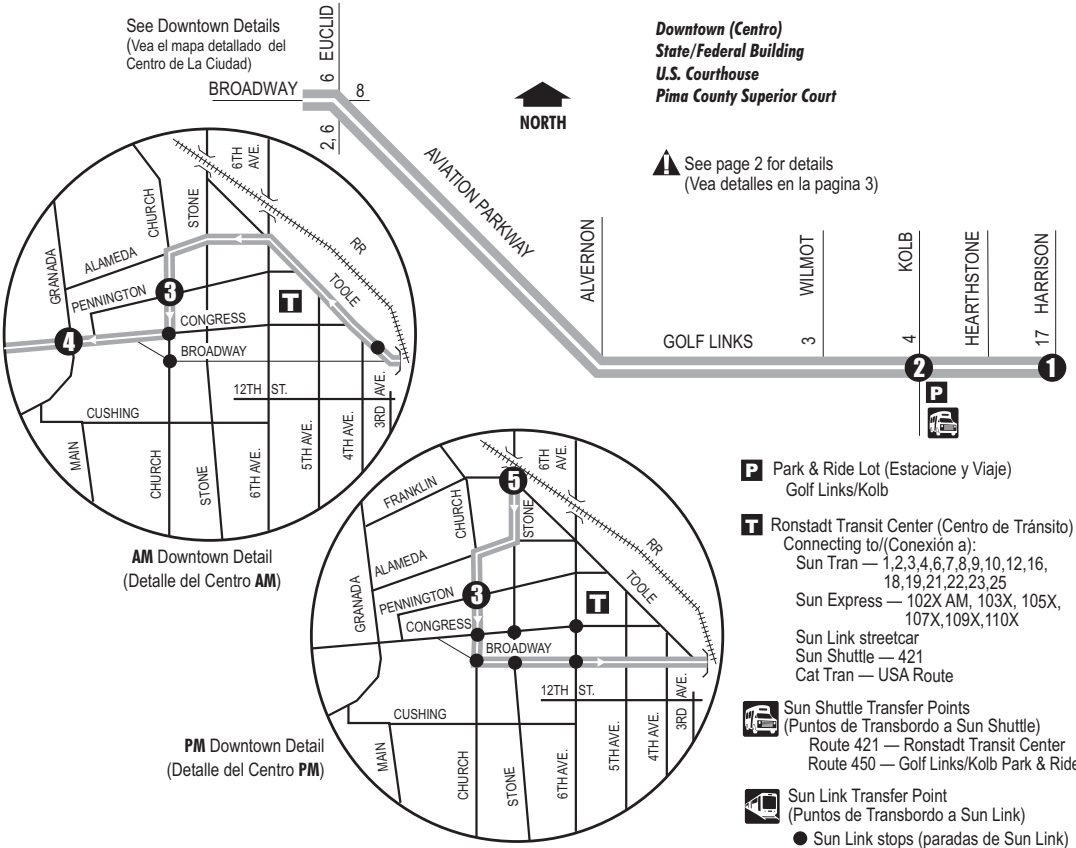 See Downtown Details
(Vea el mapa detallado del
Centro de La Ciudad)
BROADWAY
6 EUCLID
8
2, 6
NORTH
Downtown (Centro)
State/Federal Building
U.S. Courthouse
Pima County Superior Court
See page 2 for details
(Vea detalles en la pagina 3)
AVIATION PARKWAY
ALVERNON
GOLF LINKS
3 WILMOT
4 KOLB
HEARTHSTONE
17 HARRISON
2
1
P
6TH
AVE.
CHURCH
STONE
RR
GRANADA
ALAMEDA
PENNINGTON
3
T
TOOLE
CONGRESS
4
BROADWAY
12TH ST.
CUSHING
MAIN
CHURCH
STONE
6TH AVE.
5TH AVE.
4TH AVE.
3RD AVE.
AM Downtown Detail
(Detalle del Centro AM)
5
6TH
AVE.
FRANKLIN
CHURCH
STONE
RR
GRANADA
ALAMEDA
PENNINGTON
3
T
TOOLE
CONGRESS
BROADWAY
12TH ST.
CUSHING
MAIN
CHURCH
STONE
6TH AVE.
5TH AVE.
4TH AVE.
3RD AVE.
PM Downtown Detail
(Detalle del Centro PM)
P Park & Ride Lot (Estacione y Viaje)
Golf Links/Kolb
T Ronstadt Transit Center (Centro de Tránsito)
Connecting to/(Conexión a):
Sun Tran — 1,2,3,4,6,7,8,9,10,12,16,
18,19,21,22,23,25
Sun Express — 102X AM, 103X, 105X,
107X,109X,110X
Sun Link streetcar
Sun Shuttle — 421
Cat Tran — USA Route
Sun Shuttle Transfer Points
(Puntos de Transbordo a Sun Shuttle)
Route 421 — Ronstadt Transit Center
Route 450 — Golf Links/Kolb Park & Ride
Sun Link Transfer Point
(Puntos de Transbordo a Sun Link)
Sun Link stops (paradas de Sun Link)